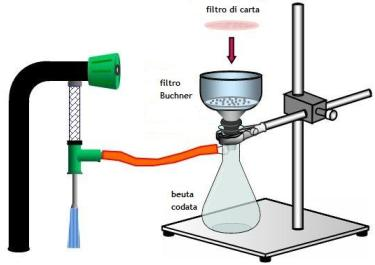 filtro di carta
filtro
Buchner
beuta
codata